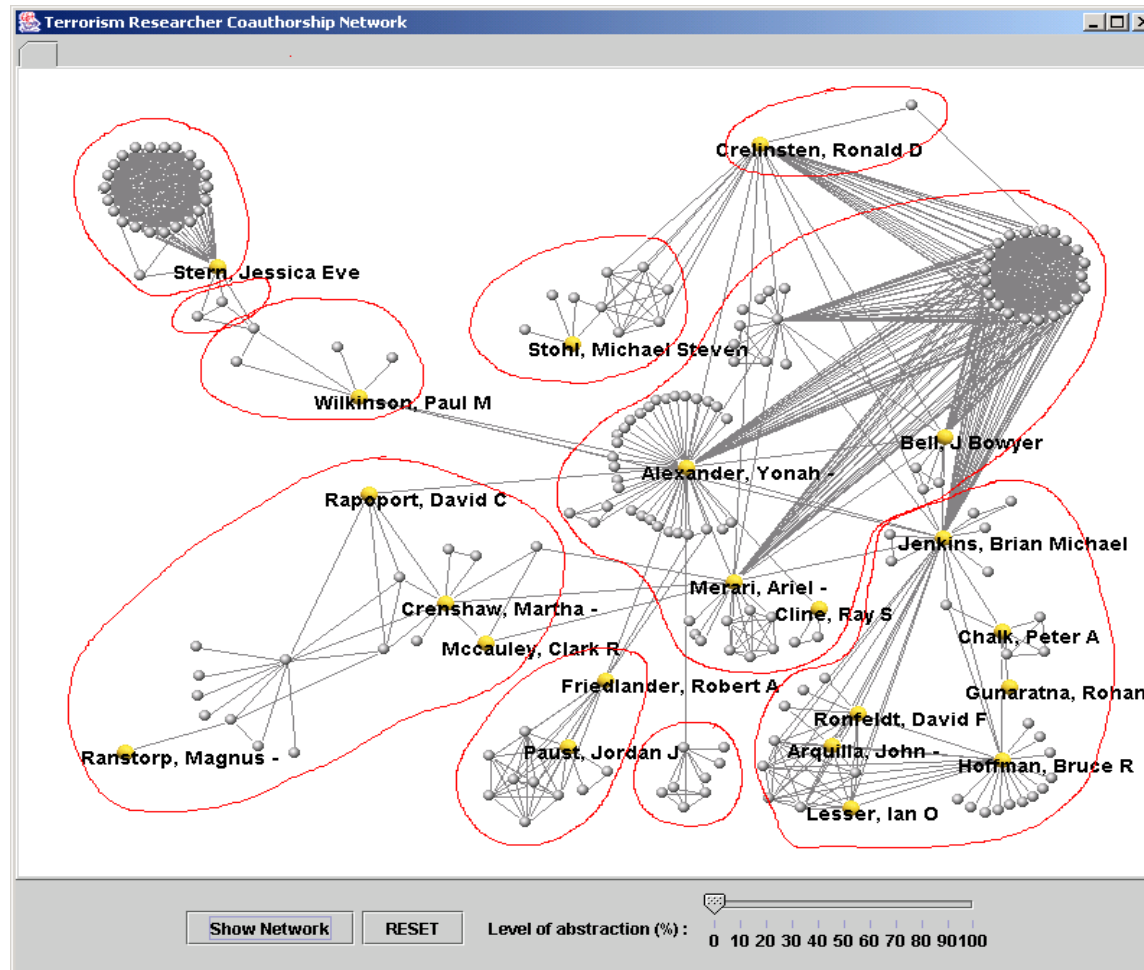 Terrorism Researcher Coauthorship Network
Crelinsten, Ronald D
Stern, Jessica Eve
Stohl, Michael Steven
Wilkinson, Paul M
Bell, J Bowyer
Alexander, Yonah -
Rapoport, David C
Jenkins, Brian Michael
Merari, Ariel -
Crenshaw, Martha -
Cline, Ray S
Chalk, Peter A
Mccauley, Clark R
Friedlander, Robert A
Gunaratna, Rohan
Ronfeldt, David F
Paust, Jordan J
Arquilla, John -
Ranstorp, Magnus -
Hoffman, Bruce R
Lesser, Ian O
Show Network RESET Level of abstraction (%) :
0 10 20 30 40 50 60 70 80 90 100